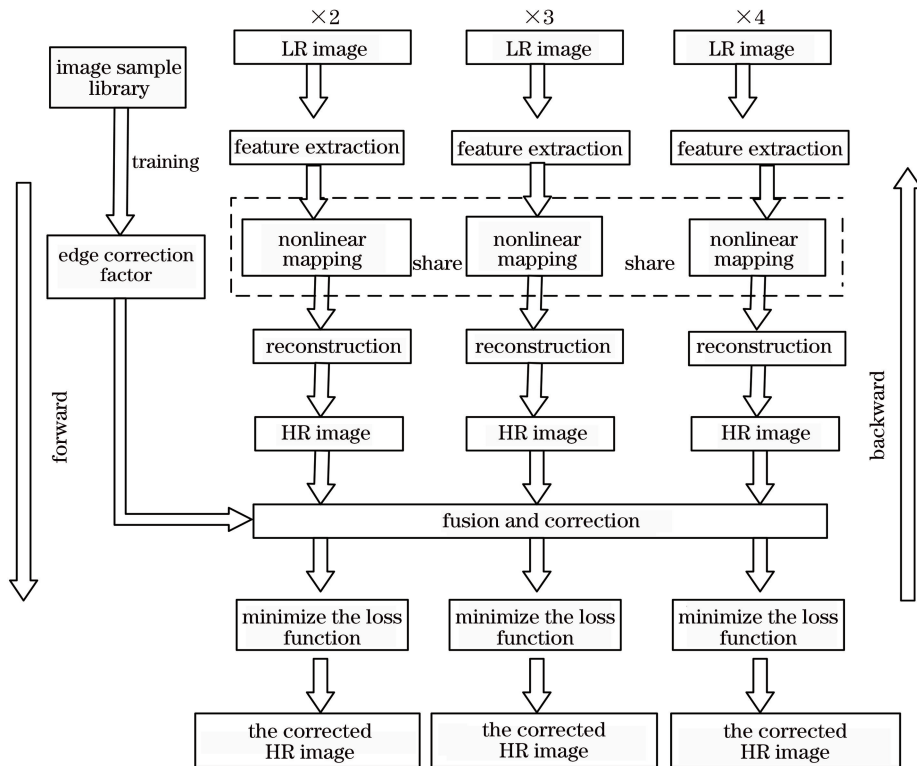 ×2
×3
×4
LR image
LR image
LR image
image sample
library
feature extraction
feature extraction
feature extraction
training
nonlinear
mapping
nonlinear
mapping
nonlinear
mapping
share
share
edge correction
factor
reconstruction
reconstruction
reconstruction
forward
backward
HR image
HR image
HR image
fusion and correction
minimize the loss
function
minimize the loss
function
minimize the loss
function
the corrected
HR image
the corrected
HR image
the corrected
HR image